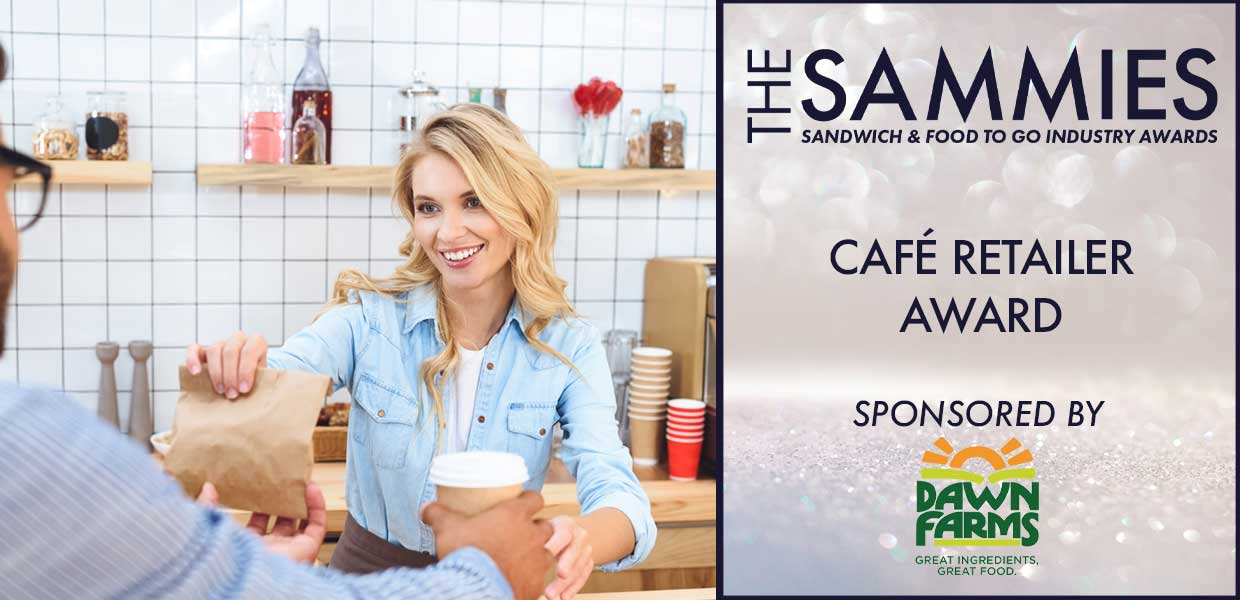 THE SAMMIES
SANDWICH & FOOD TO GO INDUSTRY AWARDS
CAFÉ RETAILER
AWARD
SPONSORED BY
DAWN
FARMS
GREAT INGREDIENTS,
GREAT FOOD.